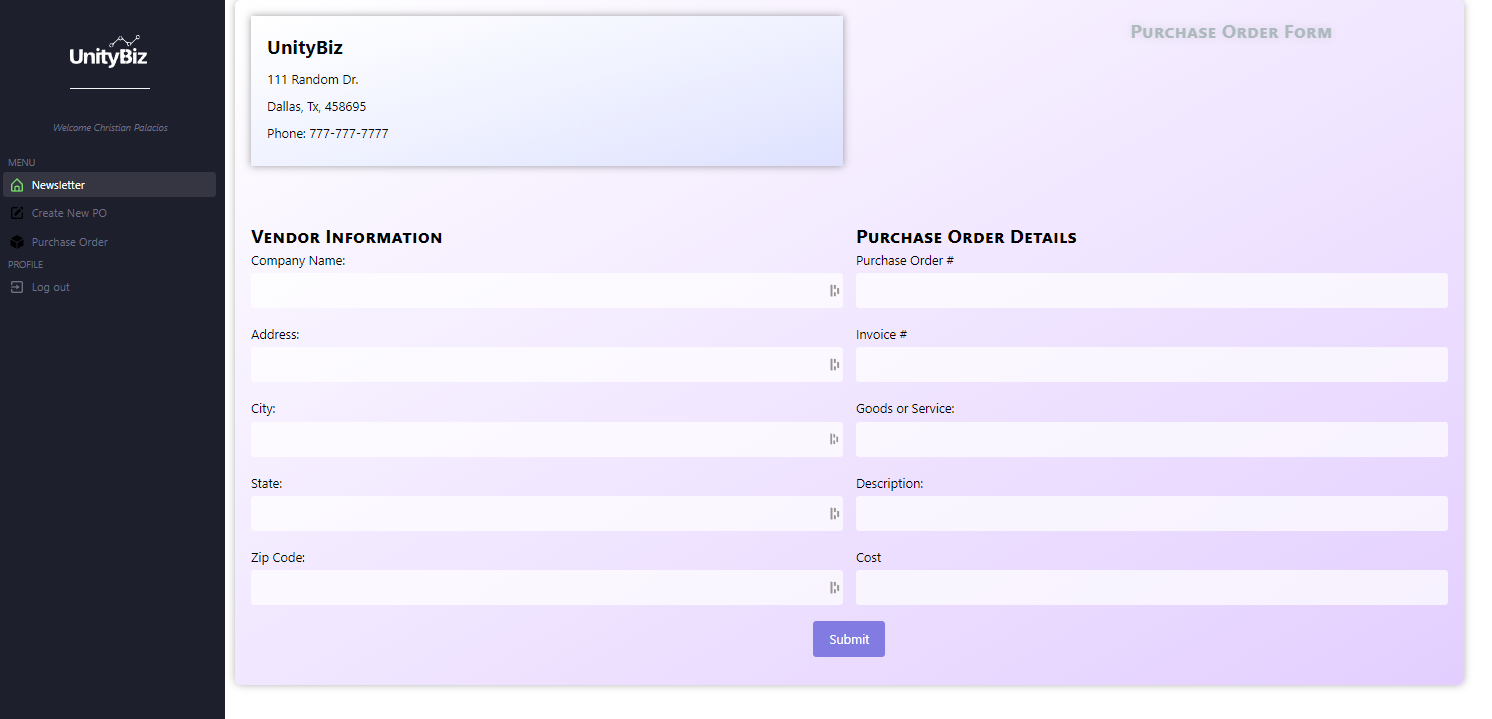 UnityBiz
Welcome Christian Palacios
MENU
Newsletter
Create New PO
Purchase Order
PROFILE
Log out
UnityBiz
111 Random Dr.
Dallas, Tx, 458695
Phone: 777-777-7777
Purchase Order Form
Vendor Information
Company Name:
Address:
City:
State:
Zip Code:
Purchase Order Details
Purchase Order #
Invoice #
Goods or Service:
Description:
Cost
Submit